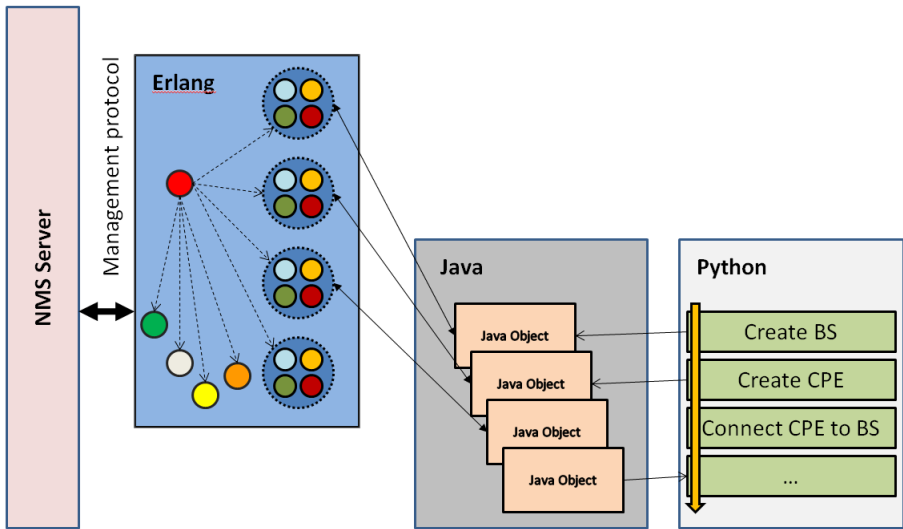 NMS Server
Management protocol
Erlang
Java
Java Object
Java Object
Java Object
Java Object
Python
Create BS
Create CPE
Connect CPE to BS
...